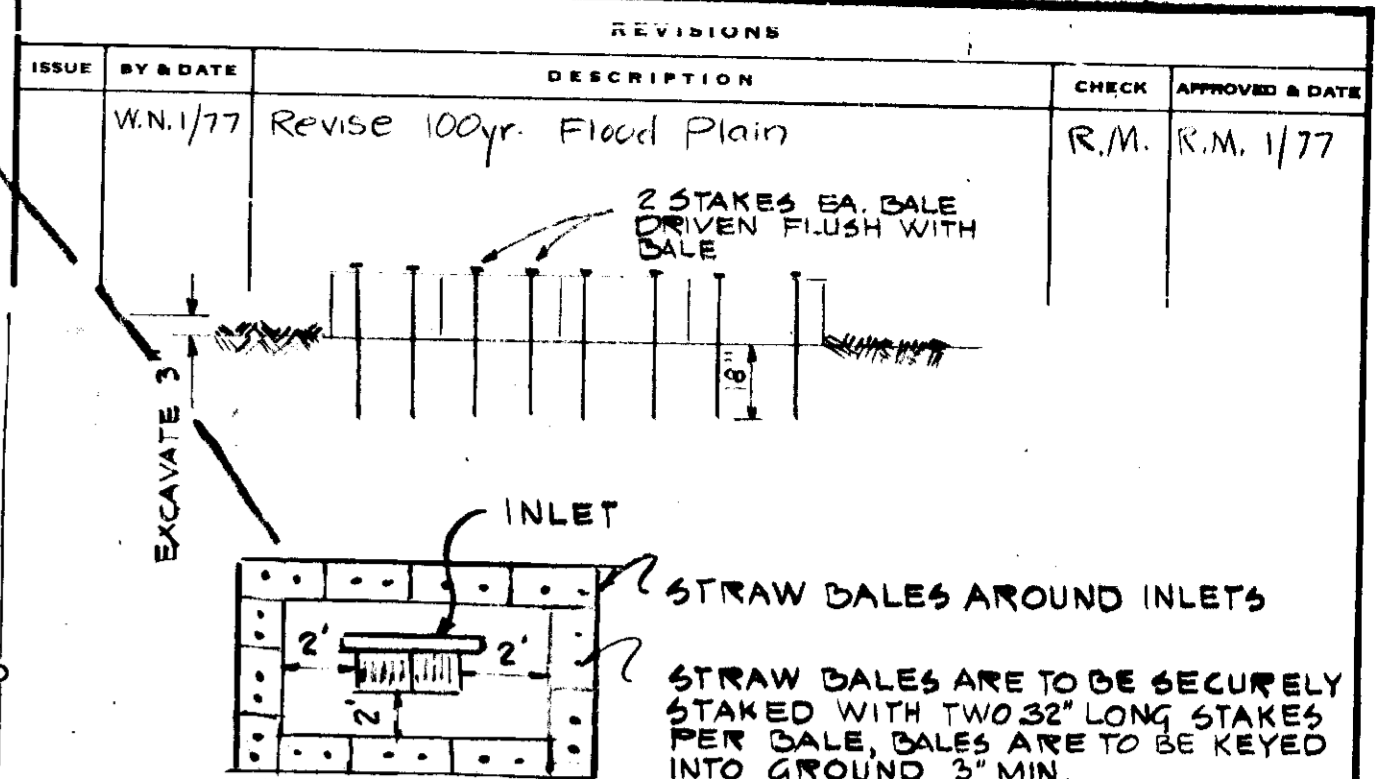 REVISIONS
ISSUE BY & DATE DESCRIPTION CHECK APPROVED & DATE
W.N. 1/77 Revise 100yr. Flood Plain R.M. R.M. 1/77
2 STAKES EA. BALE
DRIVEN FLUSH WITH
BALE
EXCAVATE 3"
18"
INLET
STRAW BALES AROUND INLETS
2' 2'
2'
STRAW BALES ARE TO BE SECURELY
STAKED WITH TWO 32" LONG STAKES
PER BALE, BALES ARE TO BE KEYED
INTO GROUND 3" MIN.